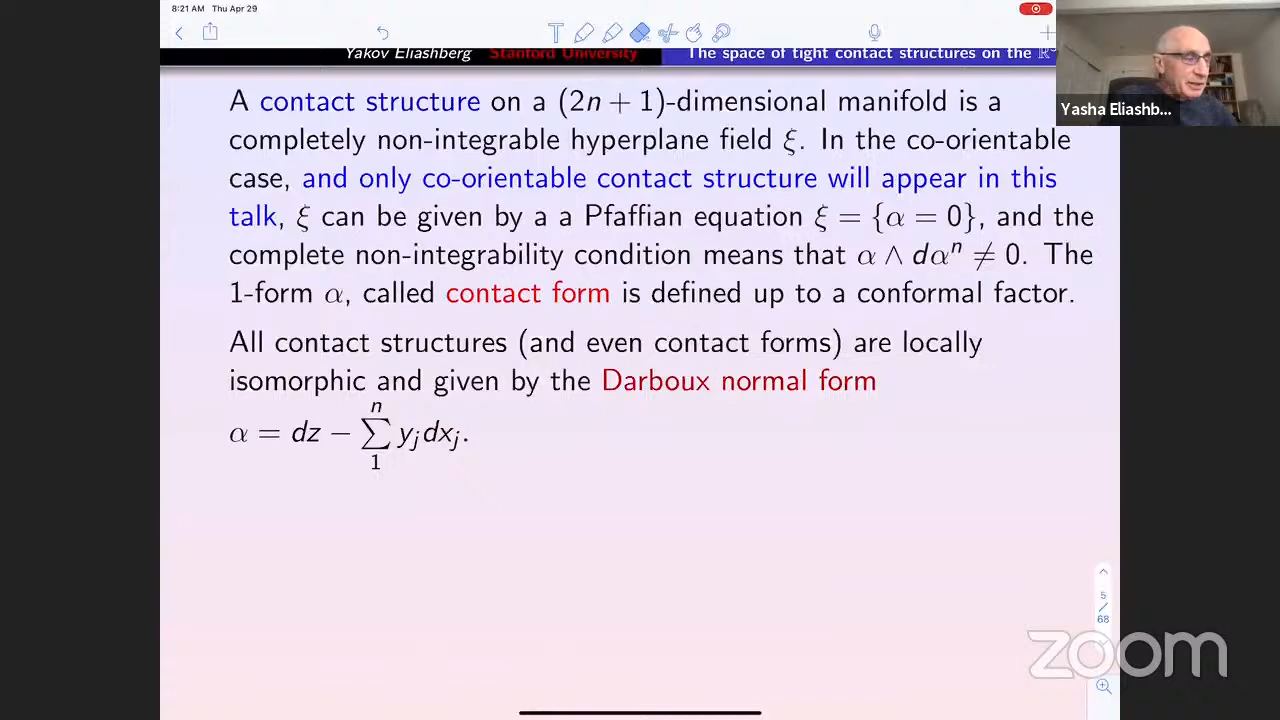 8:21 AM Thu Apr 29
Yakov Eliashberg Stanford University The space of tight contact structures on the ℝ³
A contact structure on a (2n + 1)-dimensional manifold is a
completely non-integrable hyperplane field ξ. In the co-orientable
case, and only co-orientable contact structure will appear in this
talk, ξ can be given by a a Pfaffian equation ξ = {α = 0}, and the
complete non-integrability condition means that α ∧ dαⁿ ≠ 0. The
1-form α, called contact form is defined up to a conformal factor.
All contact structures (and even contact forms) are locally
isomorphic and given by the Darboux normal form
α = dz − ∑₁ⁿ yⱼdxⱼ.
Yasha Eliashb...
5
/
68
zoom